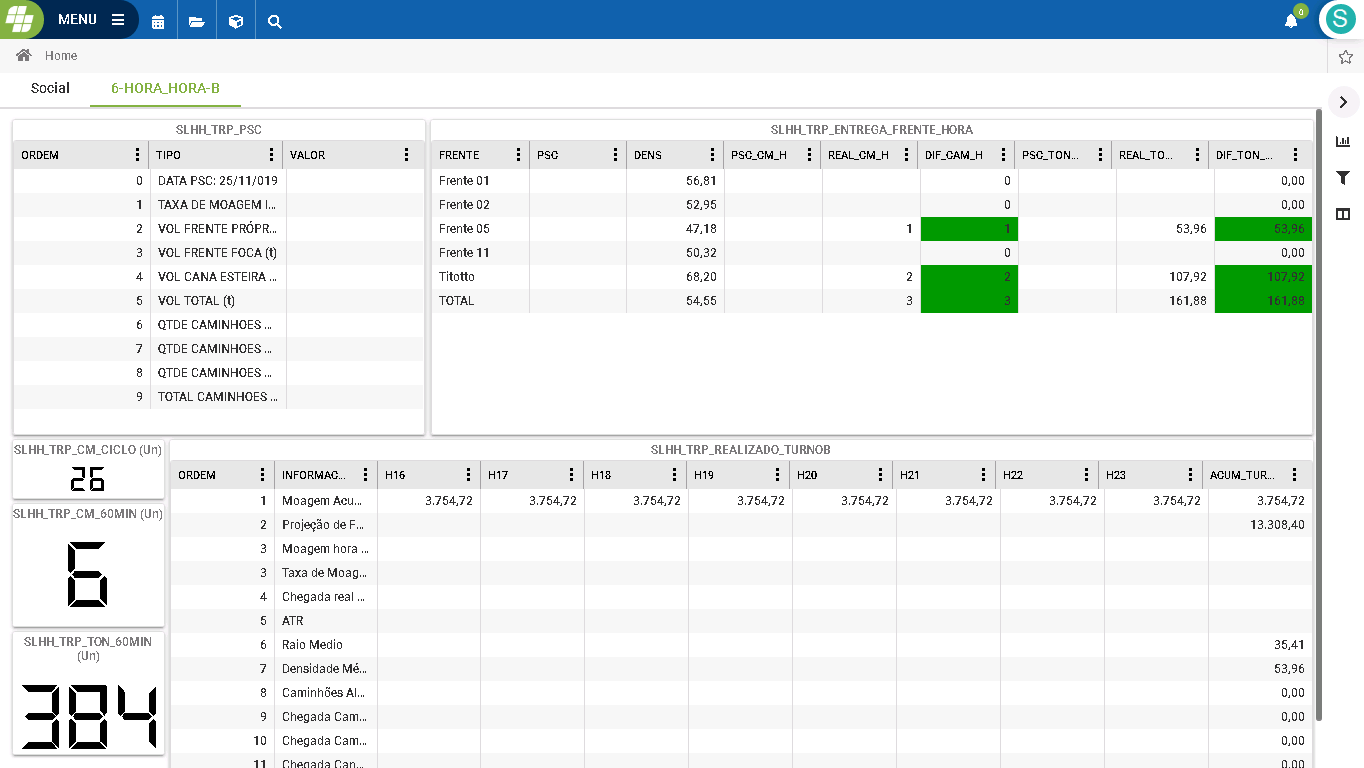 MENU
0
S
Home
Social 6-HORA_HORA-B
SLHH_TRP_PSC
ORDEM TIPO VALOR
0 DATA PSC: 25/11/019
1 TAXA DE MOAGEM I...
2 VOL FRENTE PRÓPR...
3 VOL FRENTE FOCA (t)
4 VOL CANA ESTEIRA ...
5 VOL TOTAL (t)
6 QTDE CAMINHOES ...
7 QTDE CAMINHOES ...
8 QTDE CAMINHOES ...
9 TOTAL CAMINHOES ...
SLHH_TRP_ENTREGA_FRENTE_HORA
FRENTE PSC DENS PSC_CM_H REAL_CM_H DIF_CAM_H PSC_TON... REAL_TO... DIF_TON_...
Frente 01 56,81 0 0,00
Frente 02 52,95 0 0,00
Frente 05 47,18 1 1 53,96 53,96
Frente 11 50,32 0 0,00
Titotto 68,20 2 2 107,92 107,92
TOTAL 54,55 3 3 161,88 161,88
SLHH_TRP_CM_CICLO (Un)
26
SLHH_TRP_CM_60MIN (Un)
6
SLHH_TRP_TON_60MIN
(Un)
384
SLHH_TRP_REALIZADO_TURNOB
ORDEM INFORMAC... H16 H17 H18 H19 H20 H21 H22 H23 ACUM_TUR...
1 Moagem Acu... 3.754,72 3.754,72 3.754,72 3.754,72 3.754,72 3.754,72 3.754,72 3.754,72 3.754,72
2 Projeção de F... 13.308,40
3 Moagem hora ...
3 Taxa de Moag...
4 Chegada real ...
5 ATR
6 Raio Medio 35,41
7 Densidade Mé... 53,96
8 Caminhões Al... 0,00
9 Chegada Cam... 0,00
10 Chegada Cam... 0,00
11 Chegada Can... 0,00